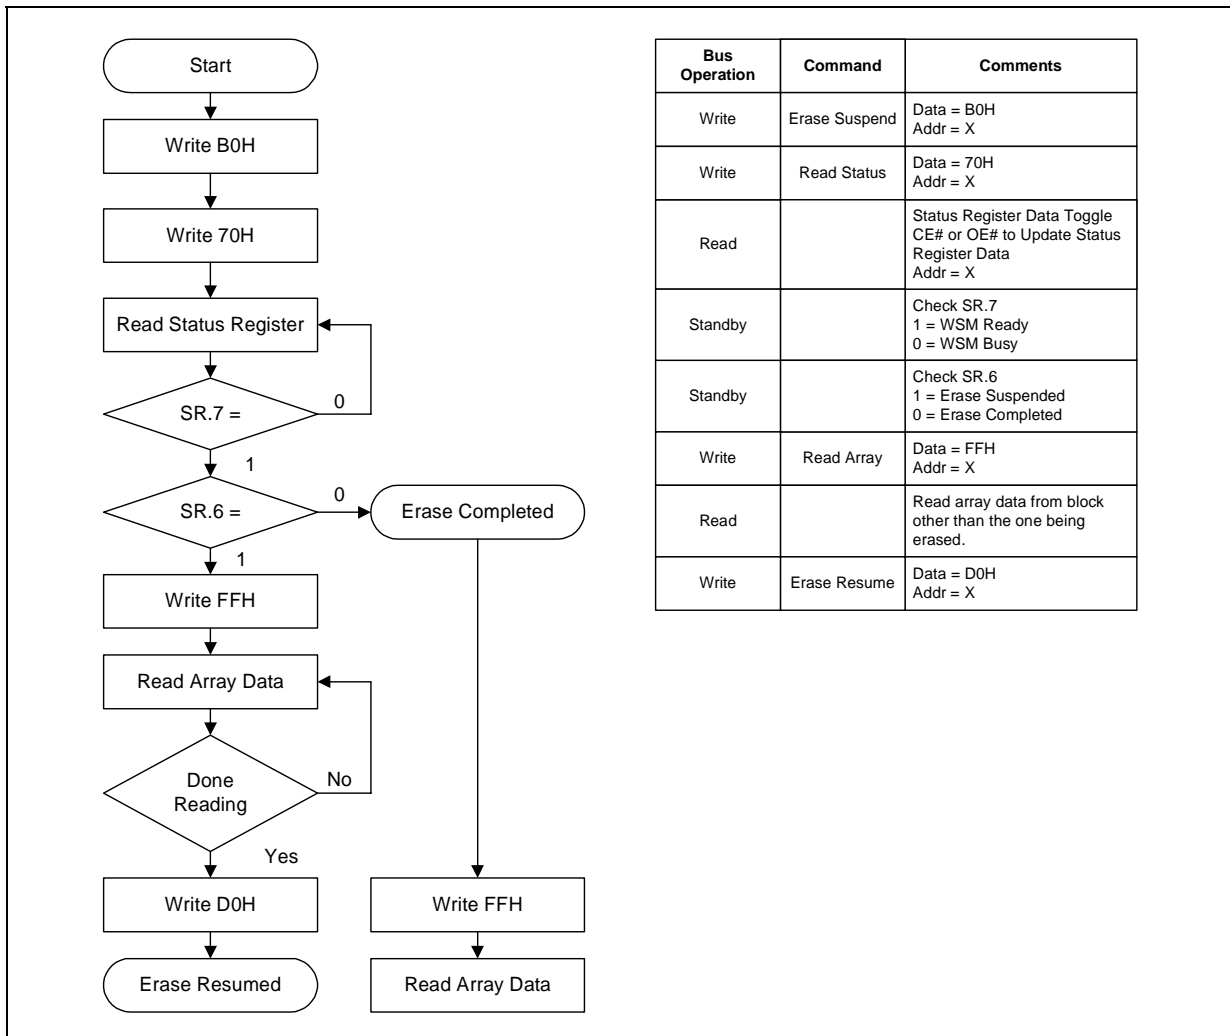 Start
Write B0H
Write 70H
Read Status Register
SR.7 =
0
1
SR.6 =
0
Erase Completed
1
Write FFH
Read Array Data
Done
Reading
No
Yes
Write D0H
Write FFH
Erase Resumed
Read Array Data
Bus
Operation
Command
Comments
Write
Erase Suspend
Data = B0H
Addr = X
Write
Read Status
Data = 70H
Addr = X
Read
Status Register Data Toggle
CE# or OE# to Update Status
Register Data
Addr = X
Standby
Check SR.7
1 = WSM Ready
0 = WSM Busy
Standby
Check SR.6
1 = Erase Suspended
0 = Erase Completed
Write
Read Array
Data = FFH
Addr = X
Read
Read array data from block
other than the one being
erased.
Write
Erase Resume
Data = D0H
Addr = X